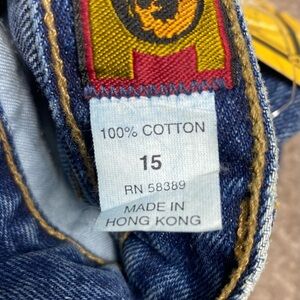 100% COTTON
15
RN 58389
MADE IN
HONG KONG